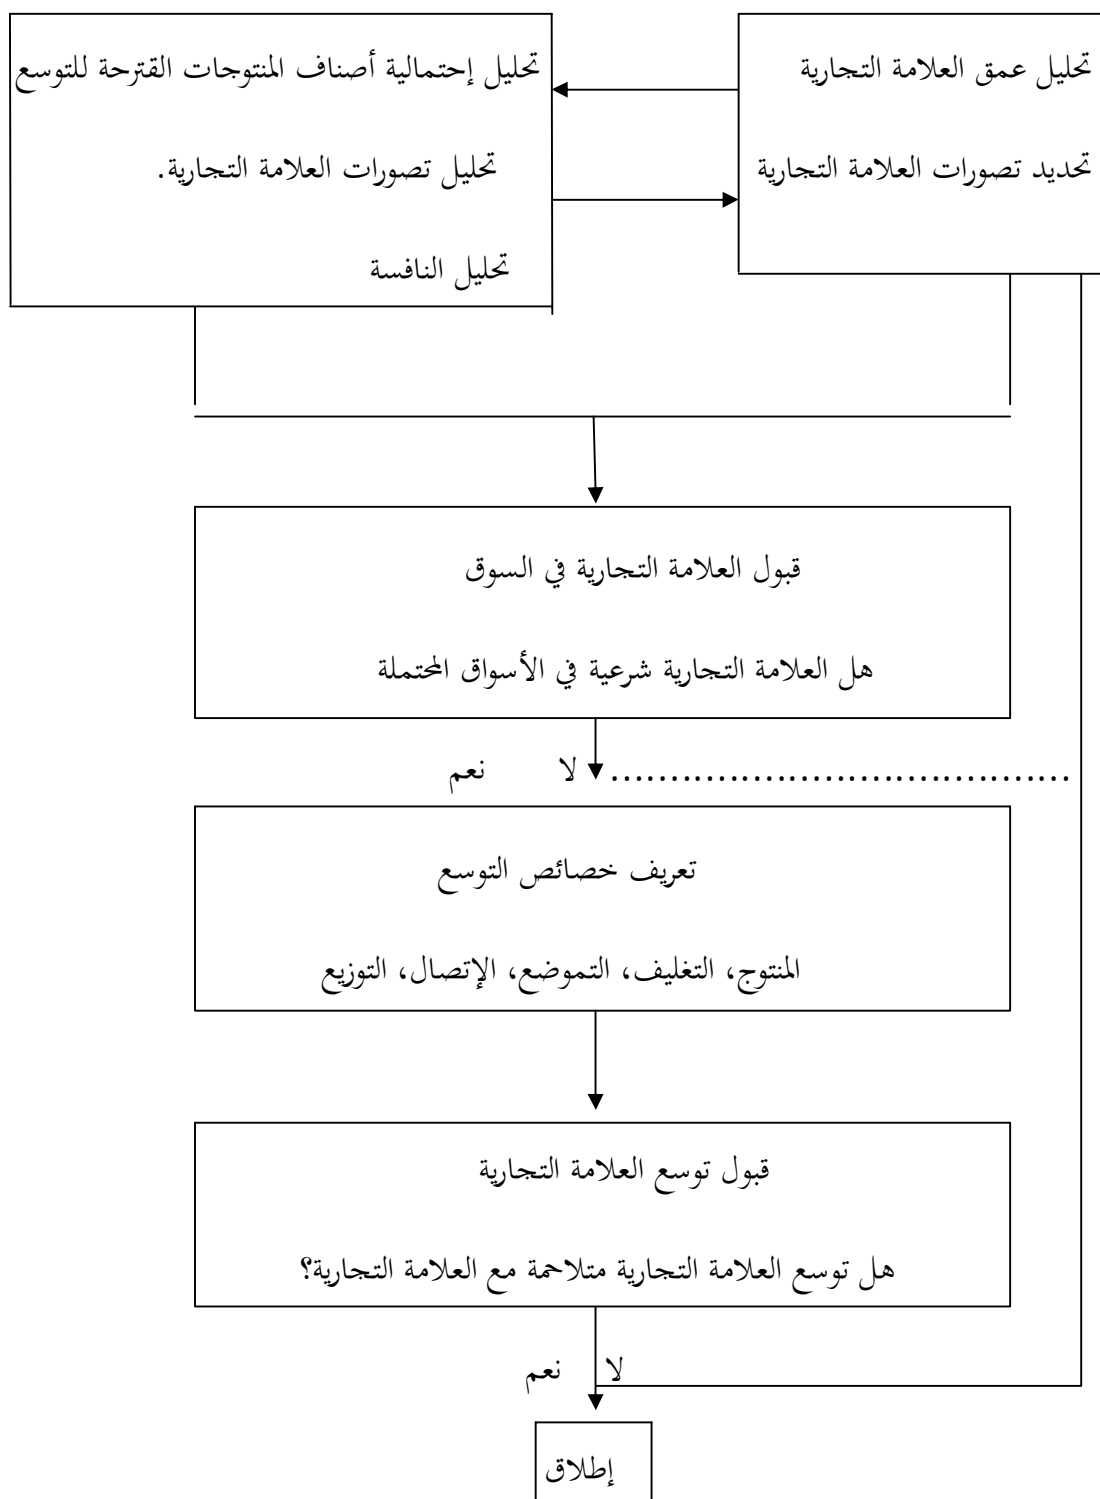 تحليل عمق العلامة التجارية
تحديد تصورات العلامة التجارية
تحليل إحتمالية أصناف المنتوجات القترحة للتوسع
تحليل تصورات العلامة التجارية.
تحليل النافسة
قبول العلامة التجارية في السوق
هل العلامة التجارية شرعية في الأسواق المحتملة
لا نعم
تعريف خصائص التوسع
المنتوج، التغليف، التموضع، الإتصال، التوزيع
قبول توسع العلامة التجارية
هل توسع العلامة التجارية متلاحمة مع العلامة التجارية؟
لا نعم
إطلاق